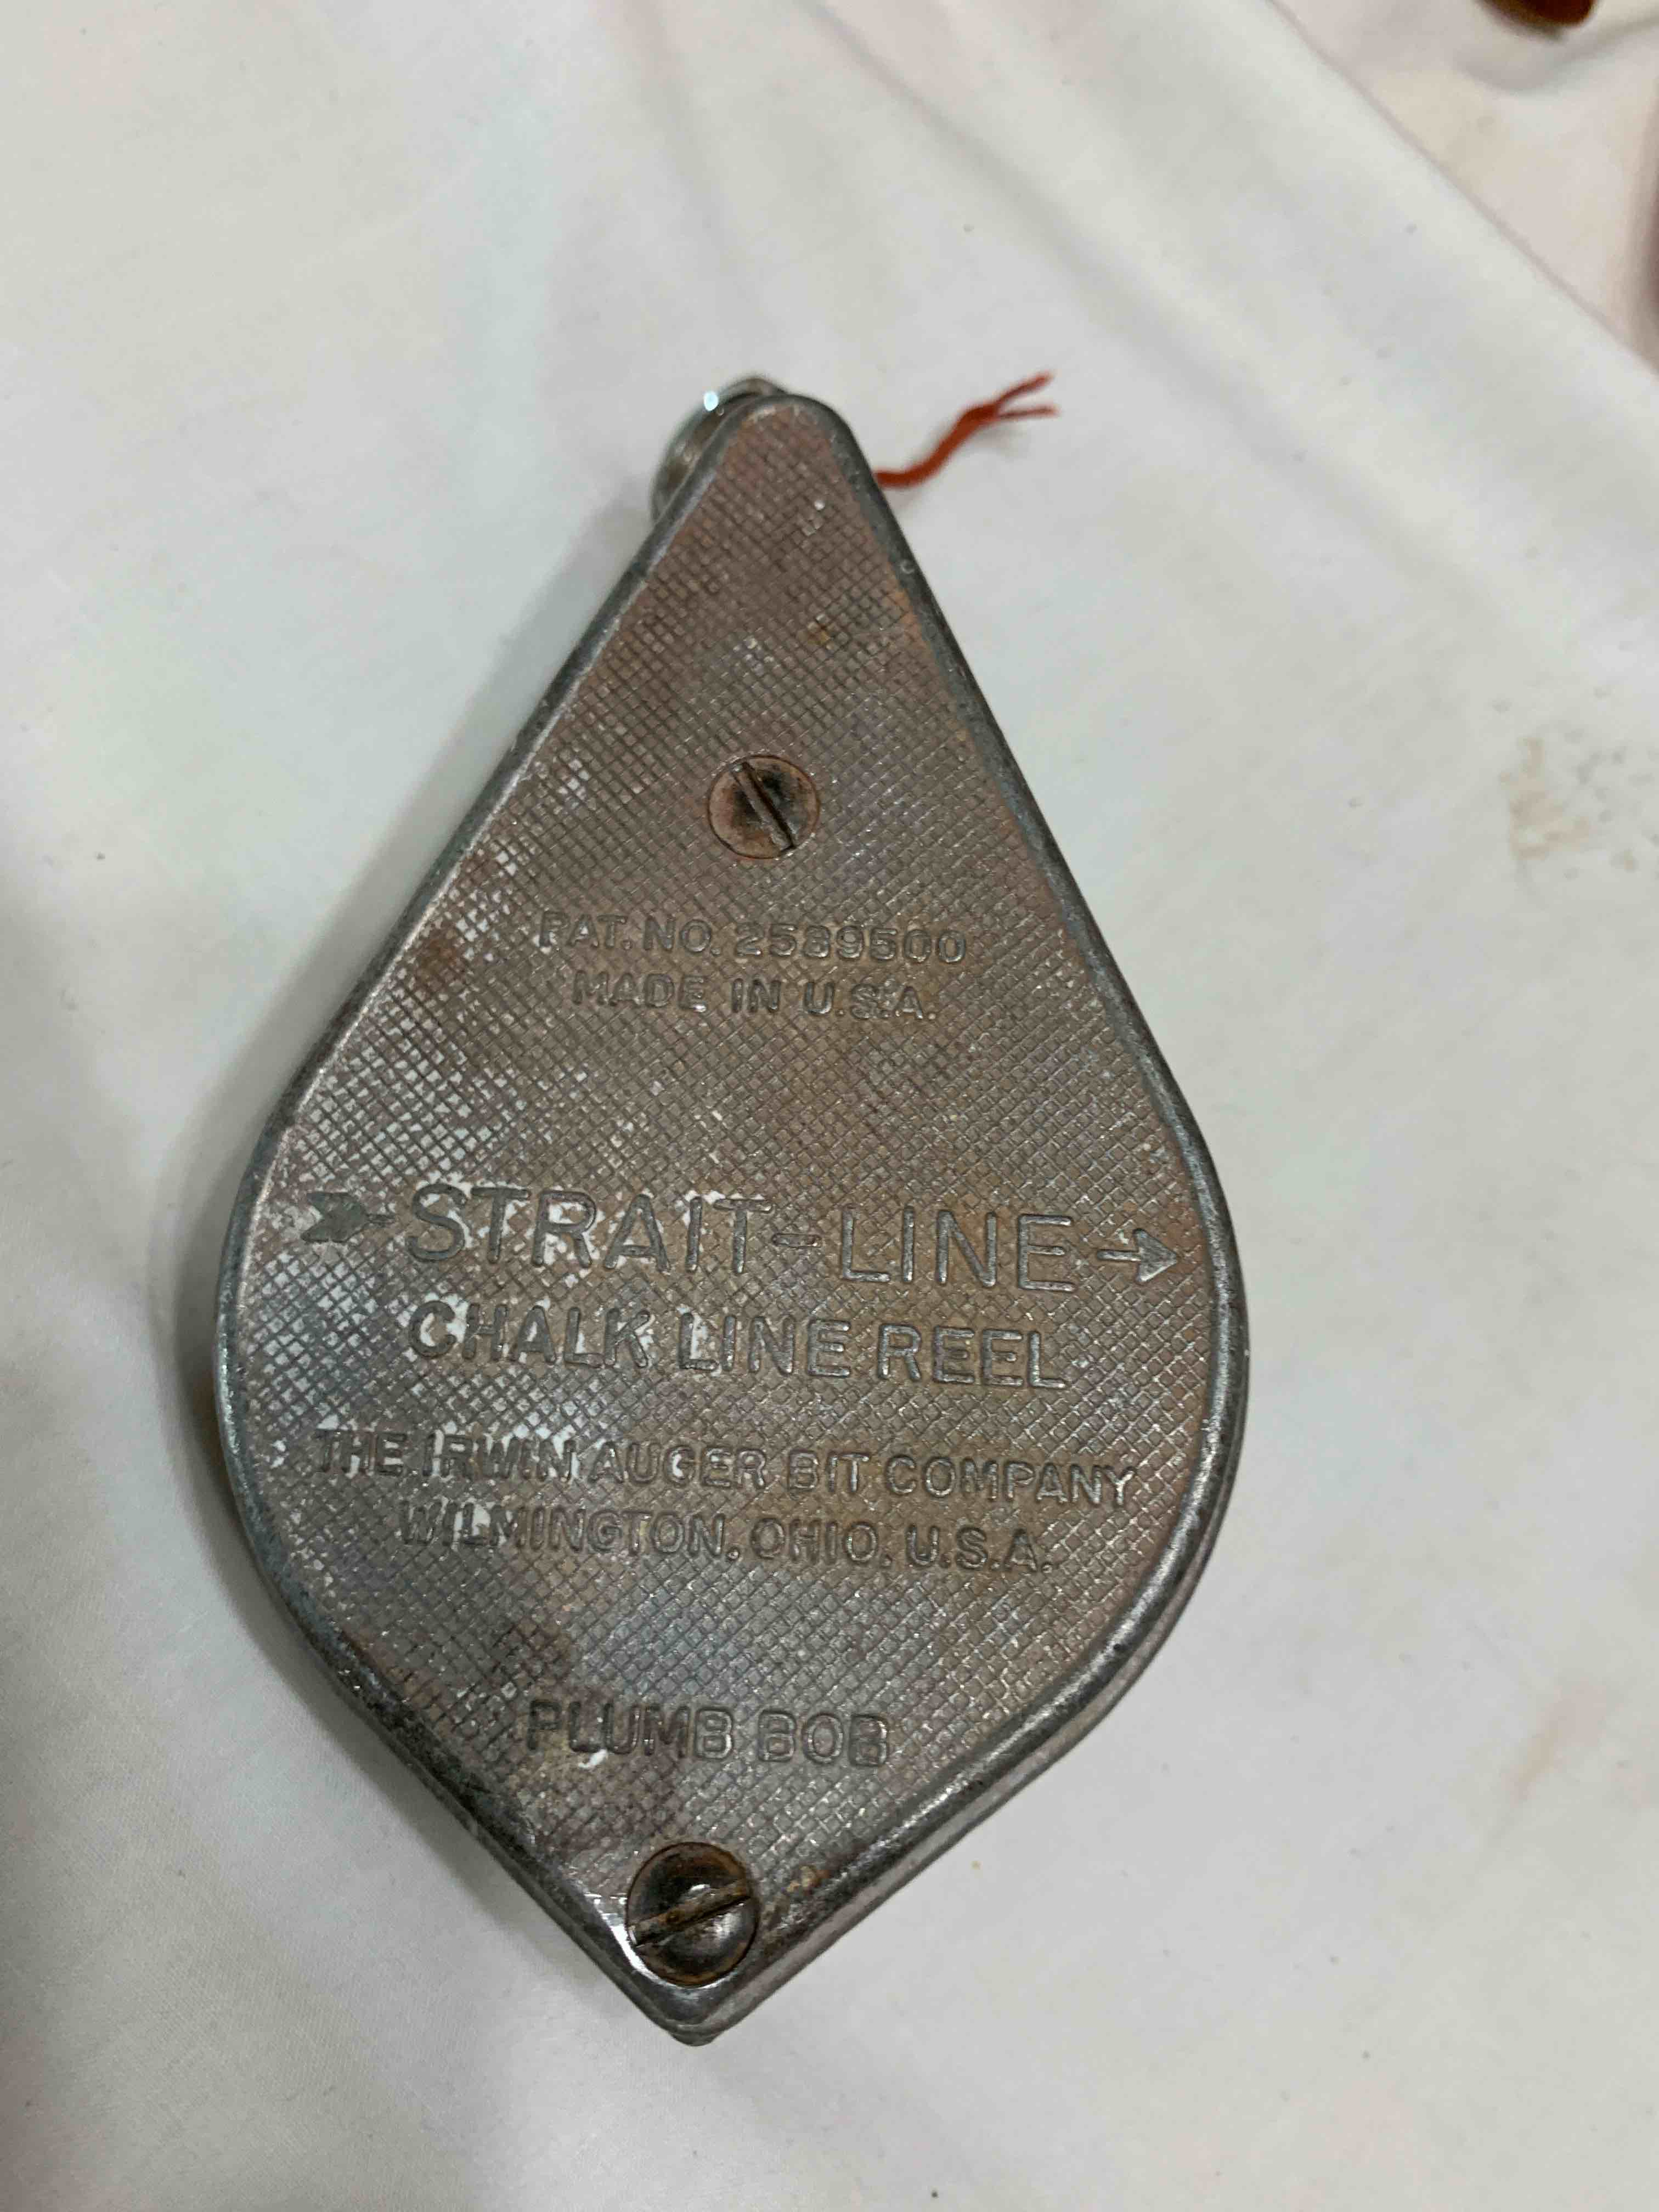 PAT. NO. 2589500
MADE IN U.S.A.
STRAIT-LINE
CHALK LINE REEL
THE IRWIN AUGER BIT COMPANY
WILMINGTON, OHIO, U.S.A.
PLUMB BOB